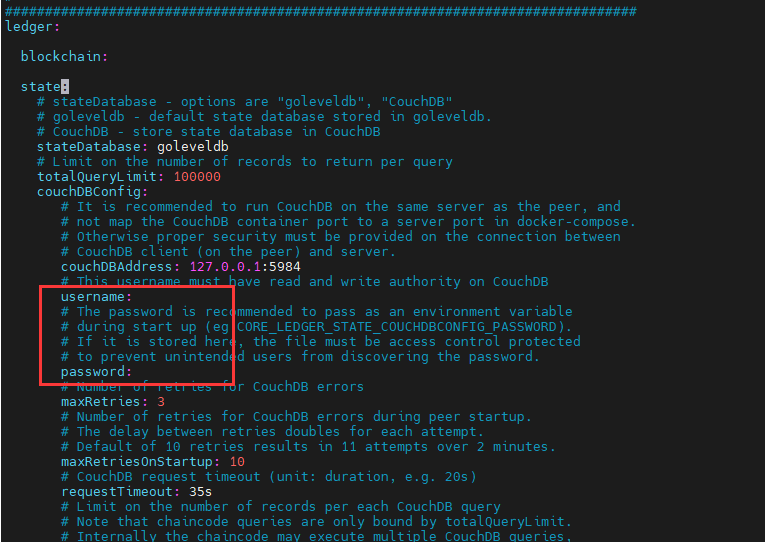 ################################################################################
ledger:
blockchain:
state:
# stateDatabase - options are "goleveldb", "CouchDB"
# goleveldb - default state database stored in goleveldb.
# CouchDB - store state database in CouchDB
stateDatabase: goleveldb
# Limit on the number of records to return per query
totalQueryLimit: 100000
couchDBConfig:
# It is recommended to run CouchDB on the same server as the peer, and
# not map the CouchDB container port to a server port in docker-compose.
# Otherwise proper security must be provided on the connection between
# CouchDB client (on the peer) and server.
couchDBAddress: 127.0.0.1:5984
# This username must have read and write authority on CouchDB
username:
# The password is recommended to pass as an environment variable
# during start up (eg CORE_LEDGER_STATE_COUCHDBCONFIG_PASSWORD).
# If it is stored here, the file must be access control protected
# to prevent unintended users from discovering the password.
password:
# Number of retries for CouchDB errors
maxRetries: 3
# Number of retries for CouchDB errors during peer startup.
# The delay between retries doubles for each attempt.
# Default of 10 retries results in 11 attempts over 2 minutes.
maxRetriesOnStartup: 10
# CouchDB request timeout (unit: duration, e.g. 20s)
requestTimeout: 35s
# Limit on the number of records per each CouchDB query
# Note that chaincode queries are only bound by totalQueryLimit.
# Internally the chaincode may execute multiple CouchDB queries,